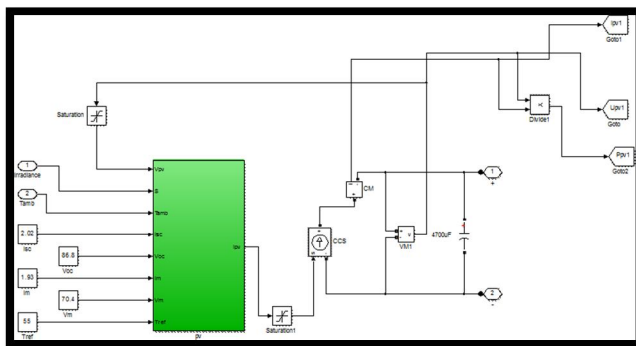 Ipv1
Goto1
Upv1
Goto
Divide1
Ppv1
Goto2
Saturation
1
Irradiance
2
Tamb
2.02
Isc
86.8
Voc
1.93
Im
70.4
Vm
55
Tref
Vpv
S
Tamb
Isc
Voc
Im
Vm
Tref
pv
Saturation1
CM
CCS
VM1
4700uF
1
+
2
-